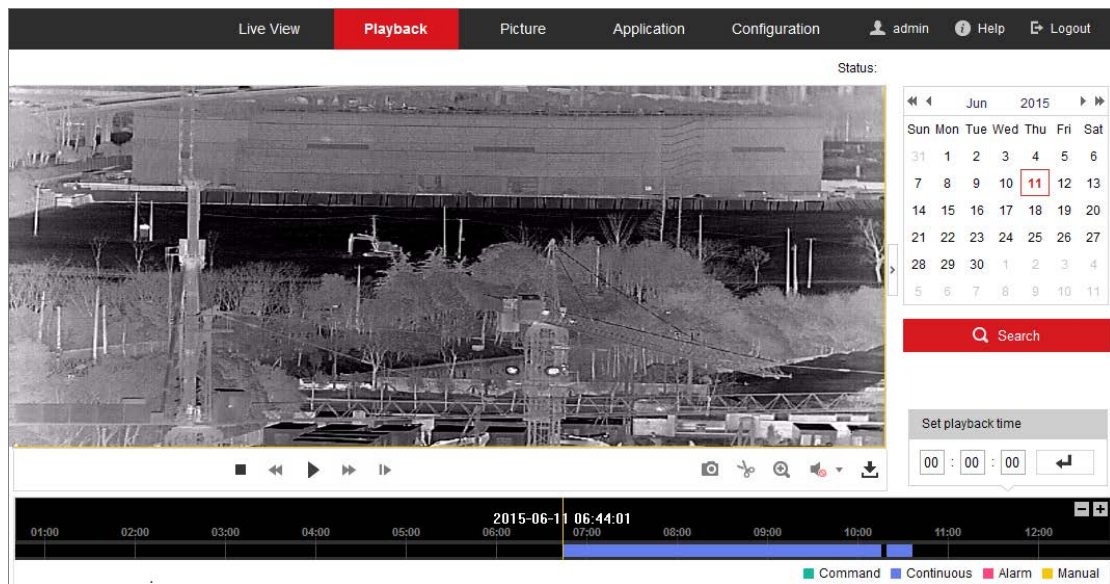 Live View Playback Picture Application Configuration admin Help Logout
Status:
Jun 2015
Sun Mon Tue Wed Thu Fri Sat
31 1 2 3 4 5 6
7 8 9 10 11 12 13
14 15 16 17 18 19 20
21 22 23 24 25 26 27
28 29 30 1 2 3 4
5 6 7 8 9 10 11
Search
Set playback time
00 : 00 : 00
2015-06-11 06:44:01
01:00 02:00 03:00 04:00 05:00 06:00 07:00 08:00 09:00 10:00 11:00 12:00
Command Continuous Alarm Manual